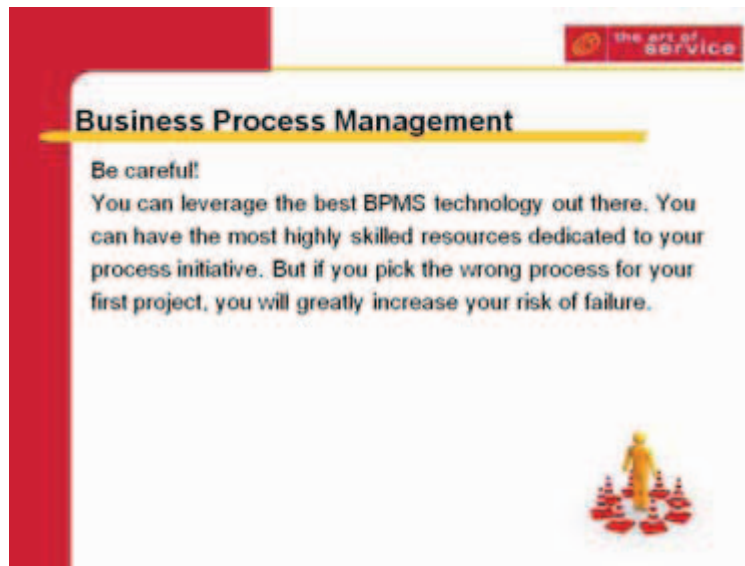 the art of
service
Business Process Management
Be careful!
You can leverage the best BPMS technology out there. You
can have the most highly skilled resources dedicated to your
process initiative. But if you pick the wrong process for your
first project, you will greatly increase your risk of failure.